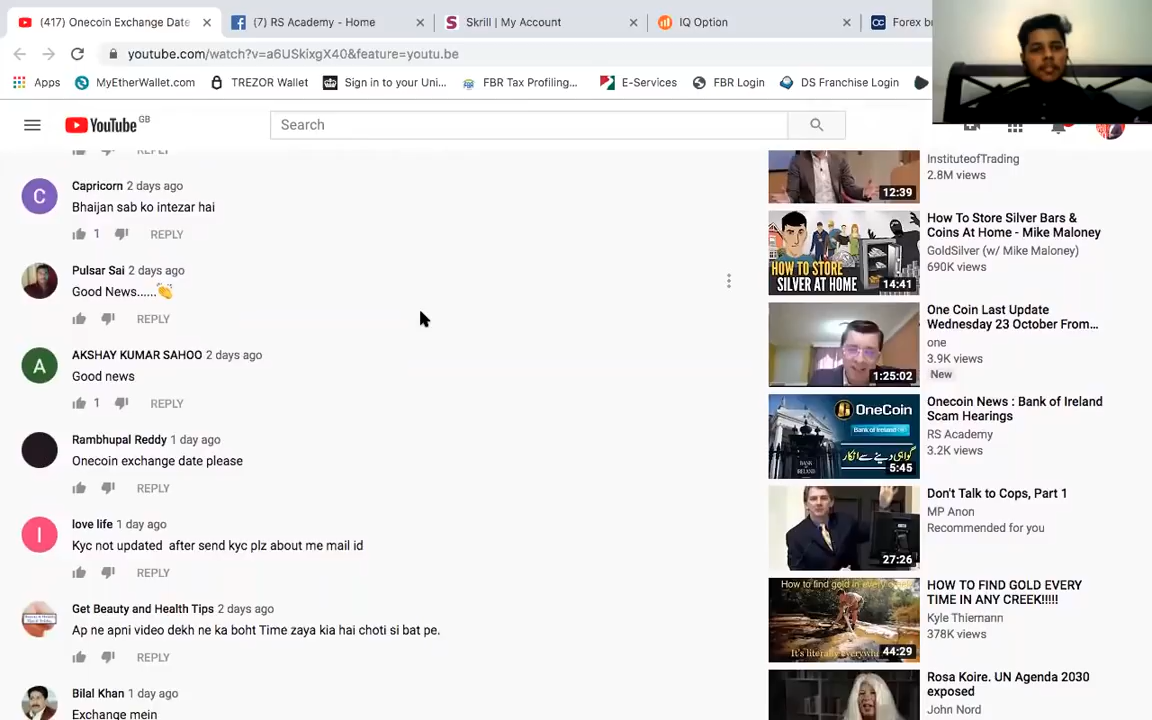 (417) Onecoin Exchange Date
(7) RS Academy - Home
Skrill | My Account
IQ Option
Forex b
youtube.com/watch?v=a6USkixgX40&feature=youtu.be
Apps
MyEtherWallet.com
TREZOR Wallet
Sign in to your Uni...
FBR Tax Profiling...
E-Services
FBR Login
DS Franchise Login
YouTube GB
Search
REPLY
Capricorn 2 days ago
Bhaijan sab ko intezar hai
1 REPLY
Pulsar Sai 2 days ago
Good News.....👏
REPLY
AKSHAY KUMAR SAHOO 2 days ago
Good news
1 REPLY
Rambhupal Reddy 1 day ago
Onecoin exchange date please
REPLY
love life 1 day ago
Kyc not updated after send kyc plz about me mail id
REPLY
Get Beauty and Health Tips 2 days ago
Ap ne apni video dekh ne ka boht Time zaya kia hai choti si bat pe.
REPLY
Bilal Khan 1 day ago
Exchange mein
12:39
InstituteofTrading
2.8M views
HOW TO STORE
SILVER AT HOME
14:41
How To Store Silver Bars &
Coins At Home - Mike Maloney
GoldSilver (w/ Mike Maloney)
690K views
1:25:02
One Coin Last Update
Wednesday 23 October From...
one
3.9K views
New
OneCoin
Bank of Ireland
گواہی دینے سے انکار
BANK
OF
IRELAND
5:45
Onecoin News : Bank of Ireland
Scam Hearings
RS Academy
3.2K views
27:26
Don't Talk to Cops, Part 1
MP Anon
Recommended for you
How to find gold every
It's literally everywhere
44:29
HOW TO FIND GOLD EVERY
TIME IN ANY CREEK!!!!!
Kyle Thiemann
378K views
Rosa Koire. UN Agenda 2030
exposed
John Nord